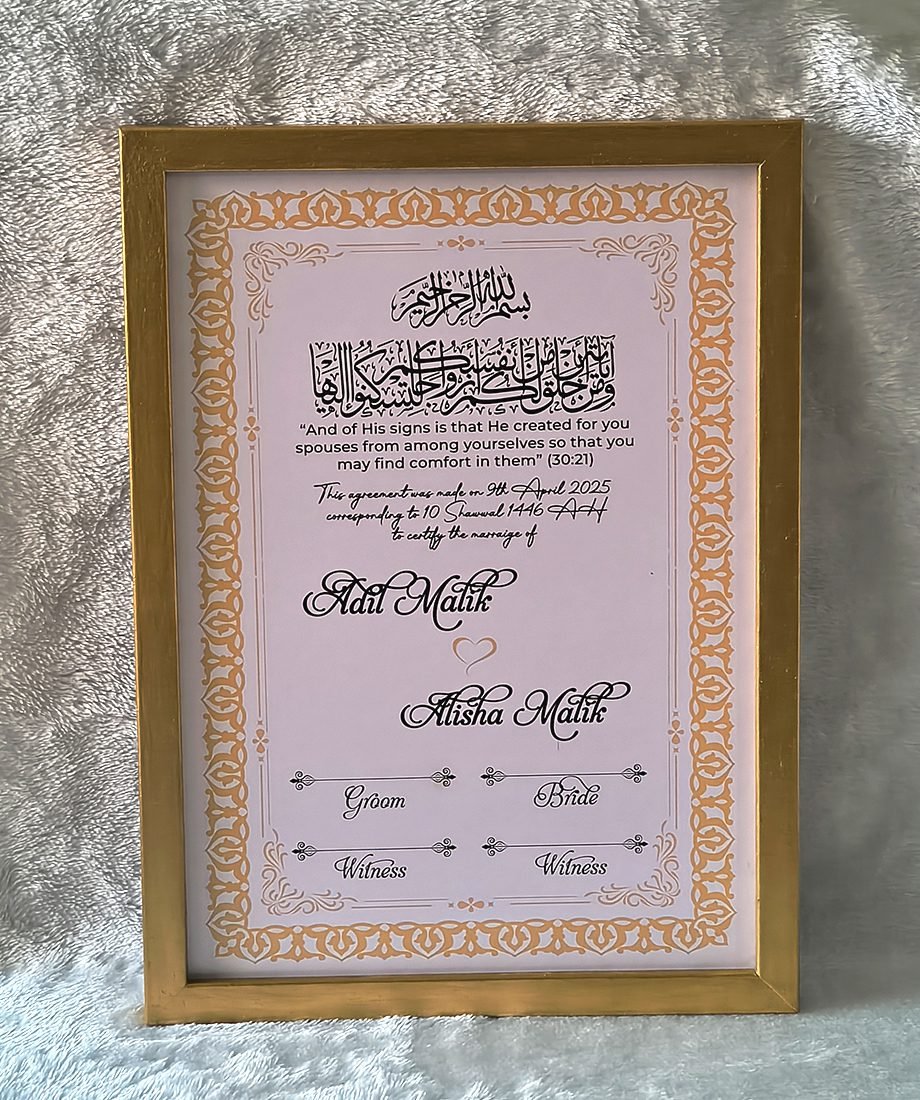 بسم الله الرحمن الرحيم
ومن آياته أن خلق لكم من أنفسكم أزواجا لتسكنوا إليها
“And of His signs is that He created for you
spouses from among yourselves so that you
may find comfort in them” (30:21)
This agreement was made on 9th April 2025
corresponding to 10 Shawwal 1446 AH
to certify the marraige of
Adil Malik
Alisha Malik
Groom
Bride
Witness
Witness